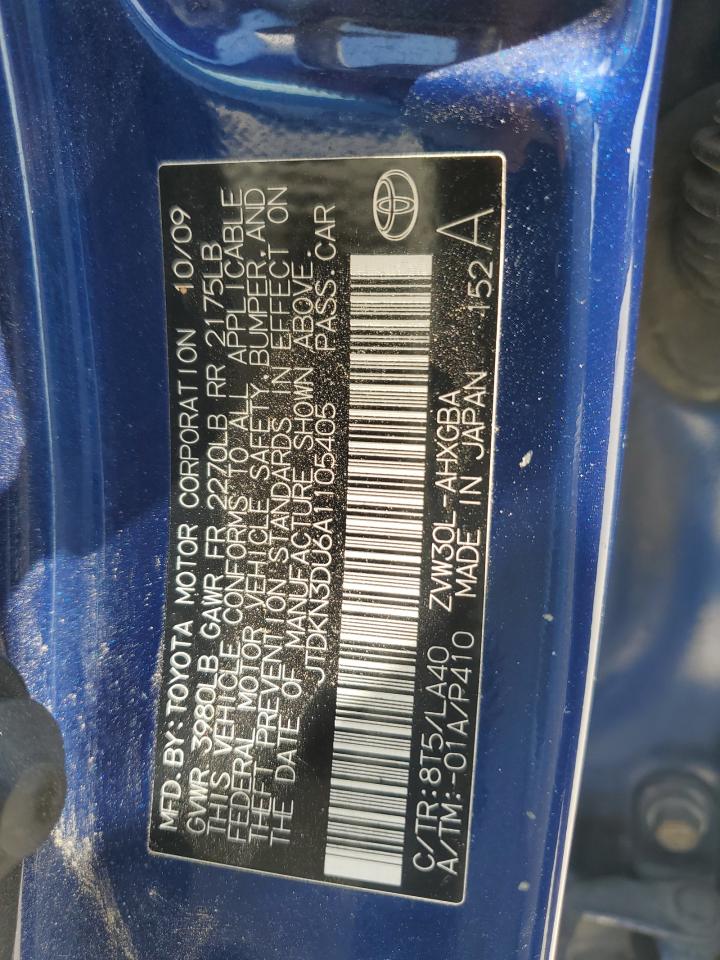 MFD. BY: TOYOTA MOTOR CORPORATION 10/09
GVWR 3980LB GAWR FR 2270LB RR 2175LB
THIS VEHICLE CONFORMS TO ALL APPLICABLE
FEDERAL MOTOR VEHICLE SAFETY, BUMPER, AND
THEFT PREVENTION STANDARDS IN EFFECT ON
THE DATE OF MANUFACTURE SHOWN ABOVE.
JTDKN3DU6A1105405 PASS. CAR
C/TR: 8T5/LA40 ZVW30L-AHXGBA
A/TM: -01A/P410 MADE IN JAPAN 152 A